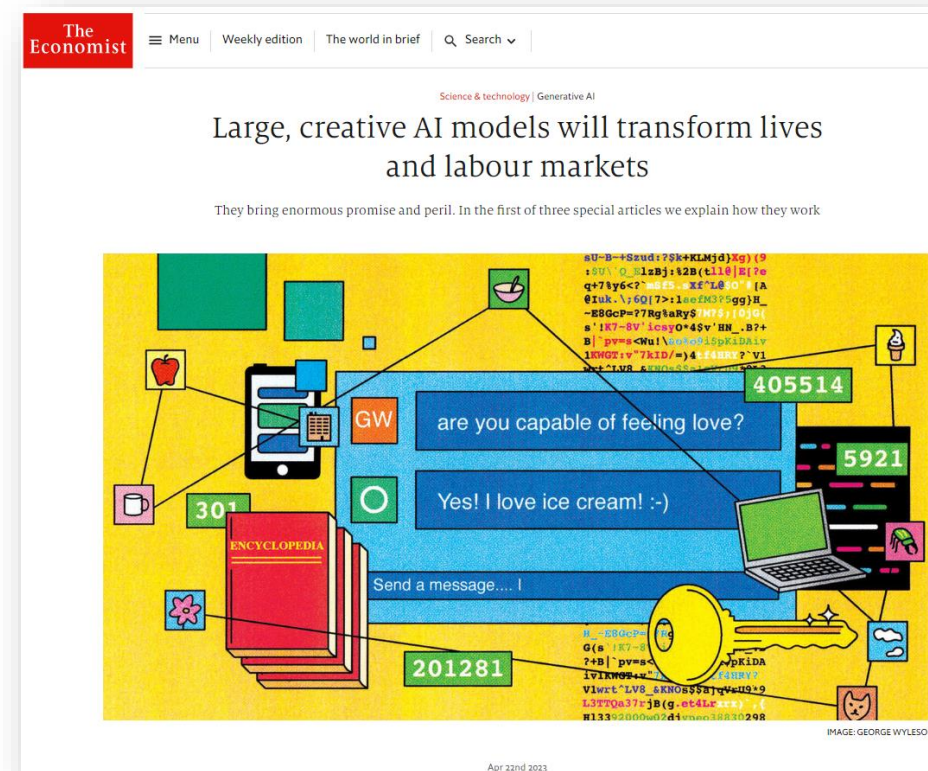 The
Economist
Menu
Weekly edition
The world in brief
Search
Science & technology | Generative AI
Large, creative AI models will transform lives
and labour markets
They bring enormous promise and peril. In the first of three special articles we explain how they work
405514
GW
are you capable of feeling love?
5921
Yes! I love ice cream! :-)
301
ENCYCLOPEDIA
Send a message.... I
201281
IMAGE: GEORGE WYLESO
Apr 22nd 2023